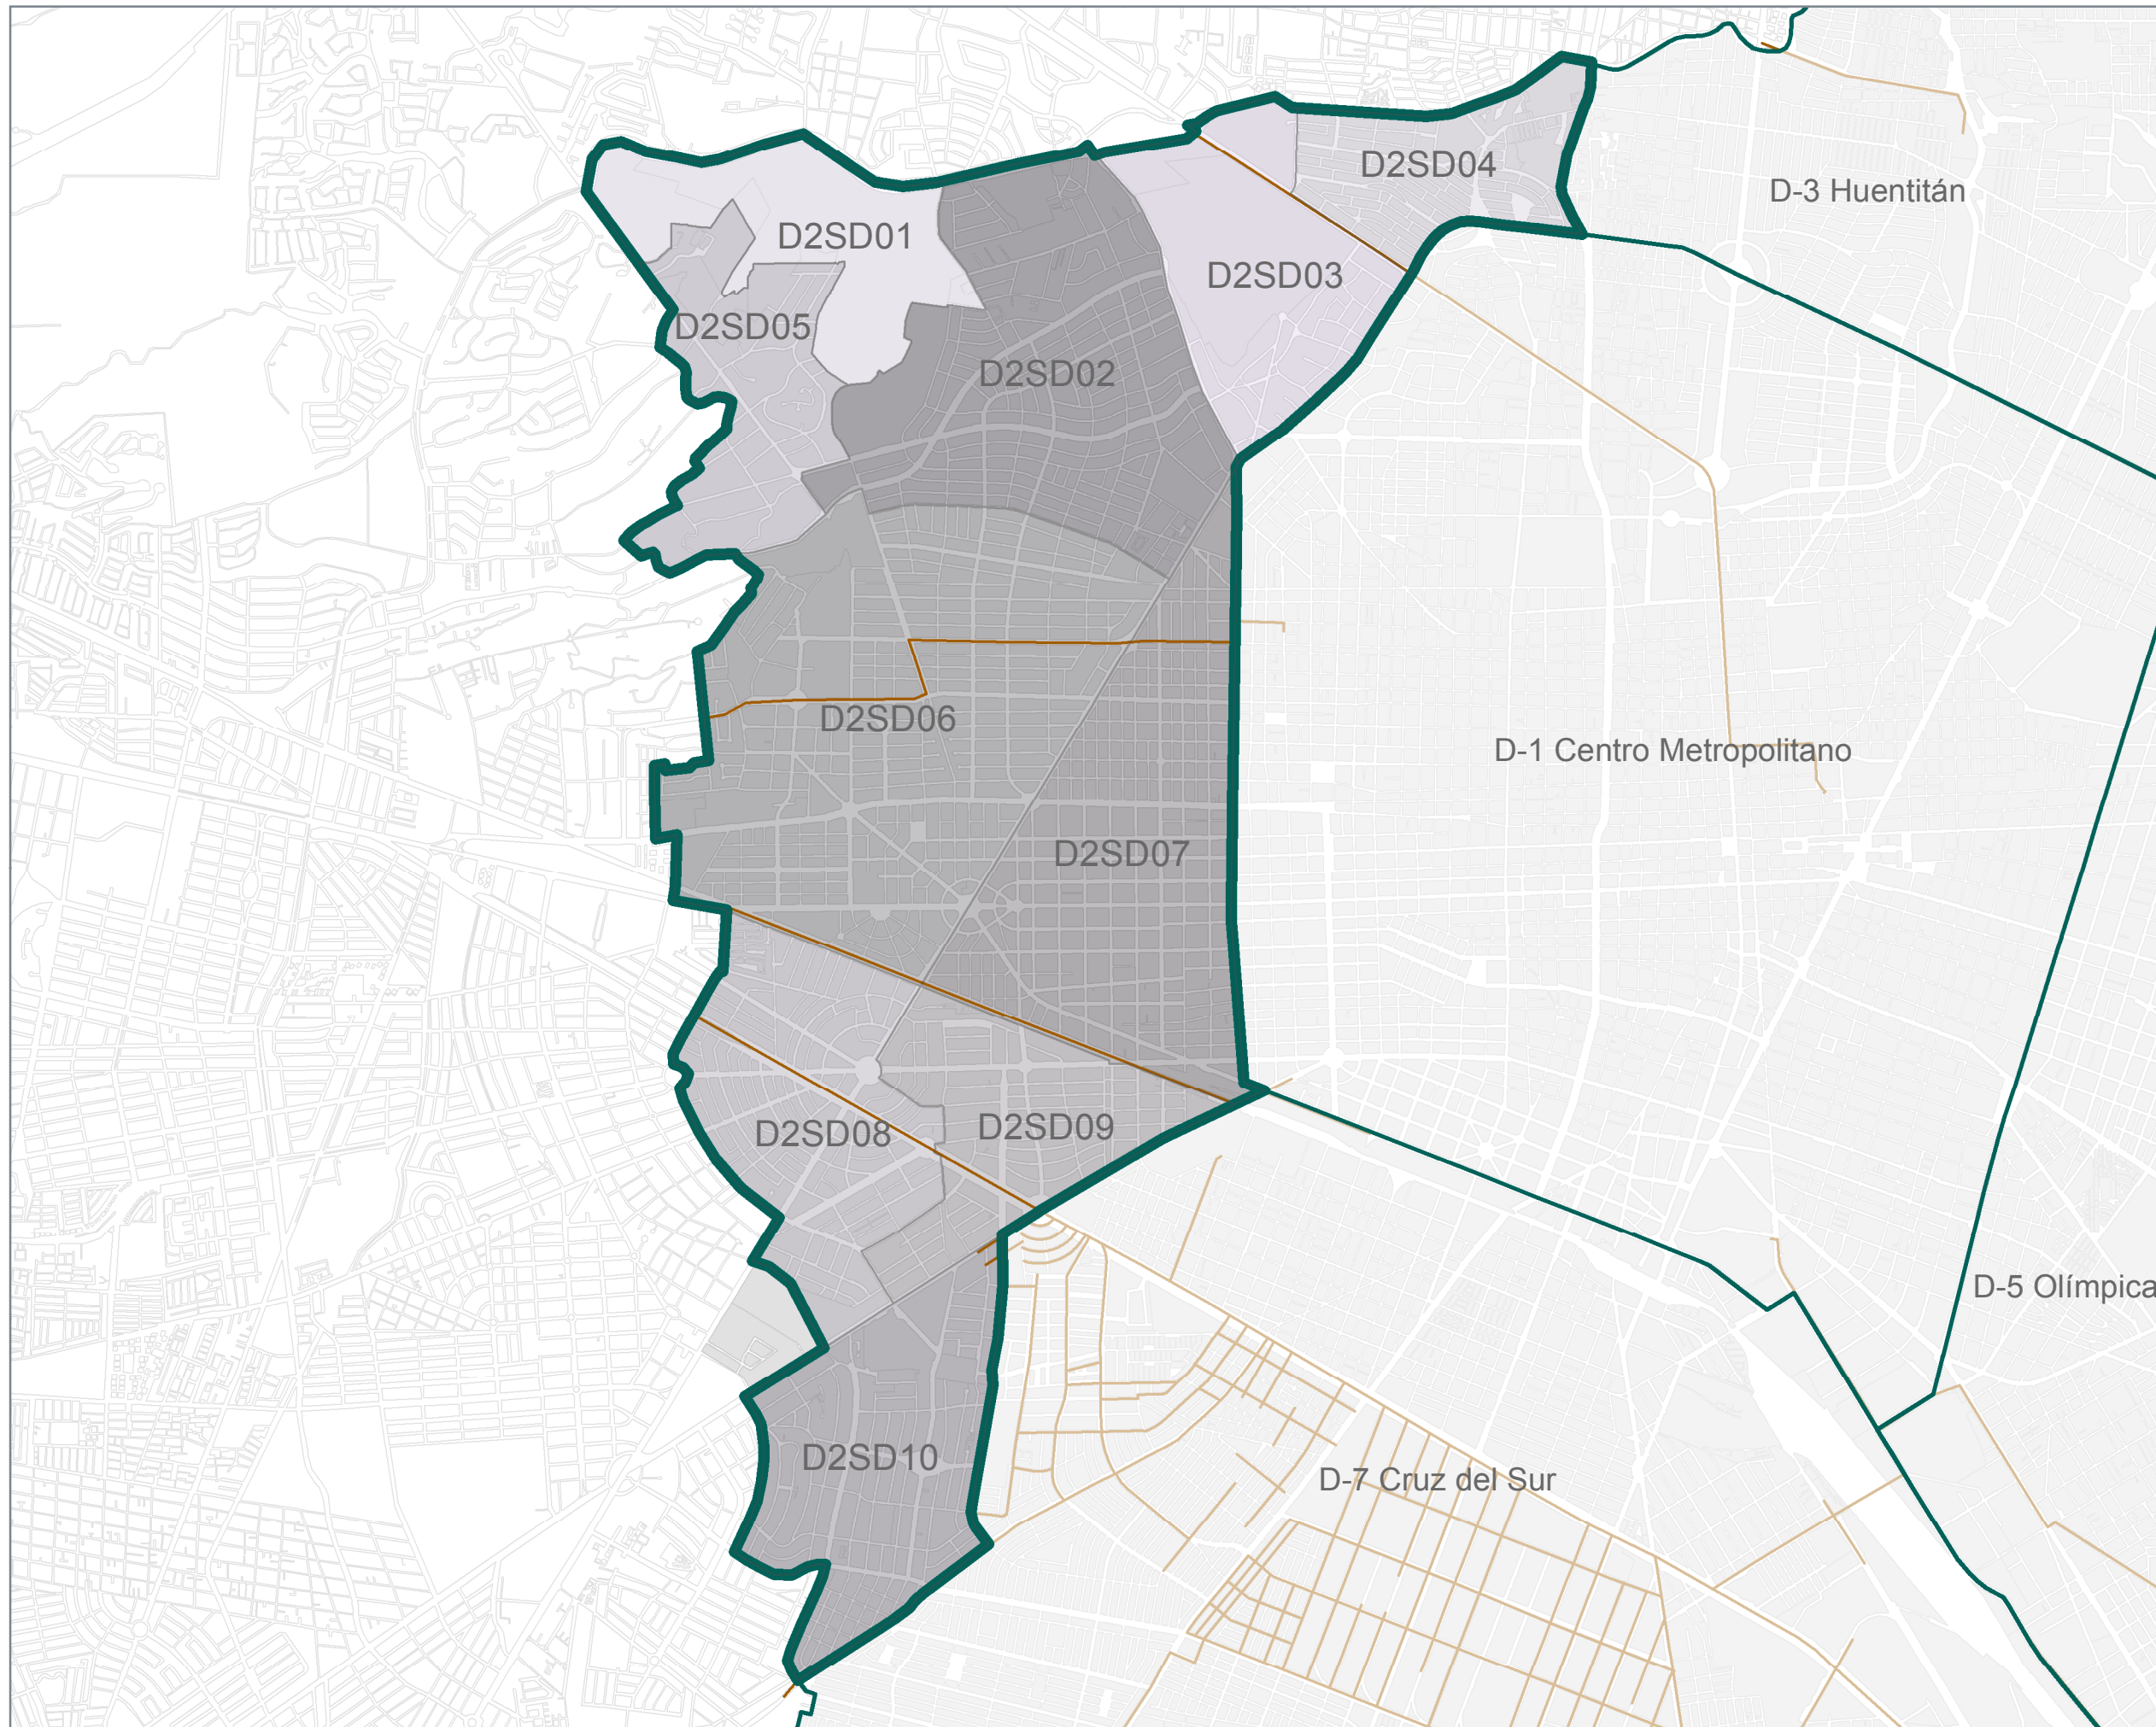 D2SD04
D-3 Huentitán
D2SD01
D2SD03
D2SD05
D2SD02
D2SD06
D-1 Centro Metropolitano
D2SD07
D2SD09
D2SD08
D-5 Olímpica
D2SD10
D-7 Cruz del Sur